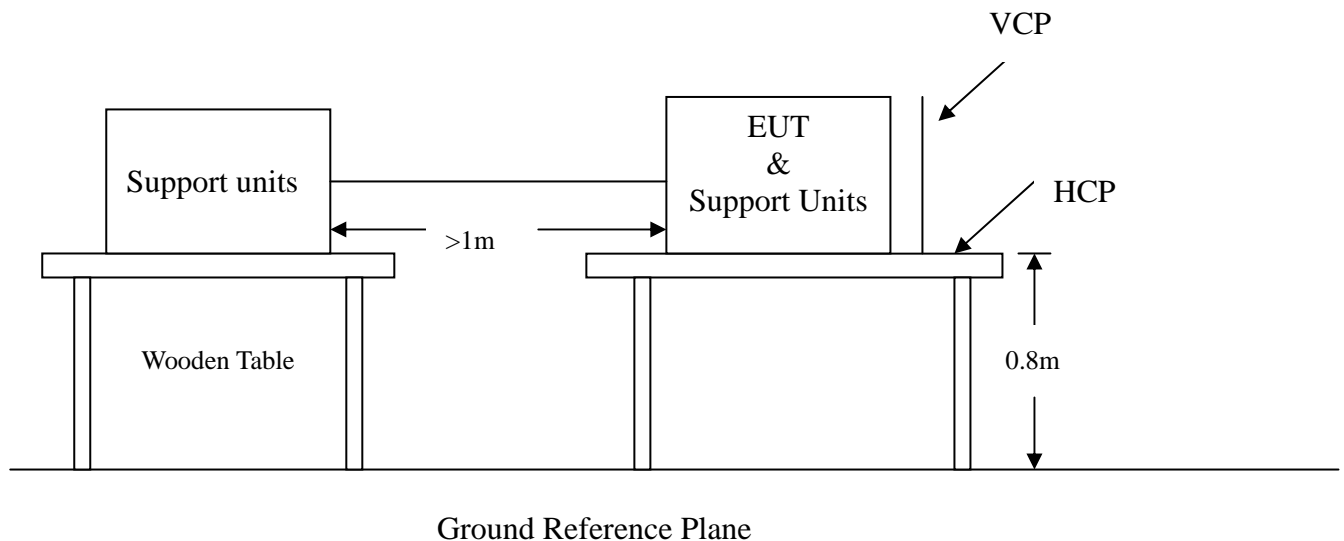 VCP
EUT
&
Support Units
Support units
HCP
>1m
Wooden Table
0.8m
Ground Reference Plane